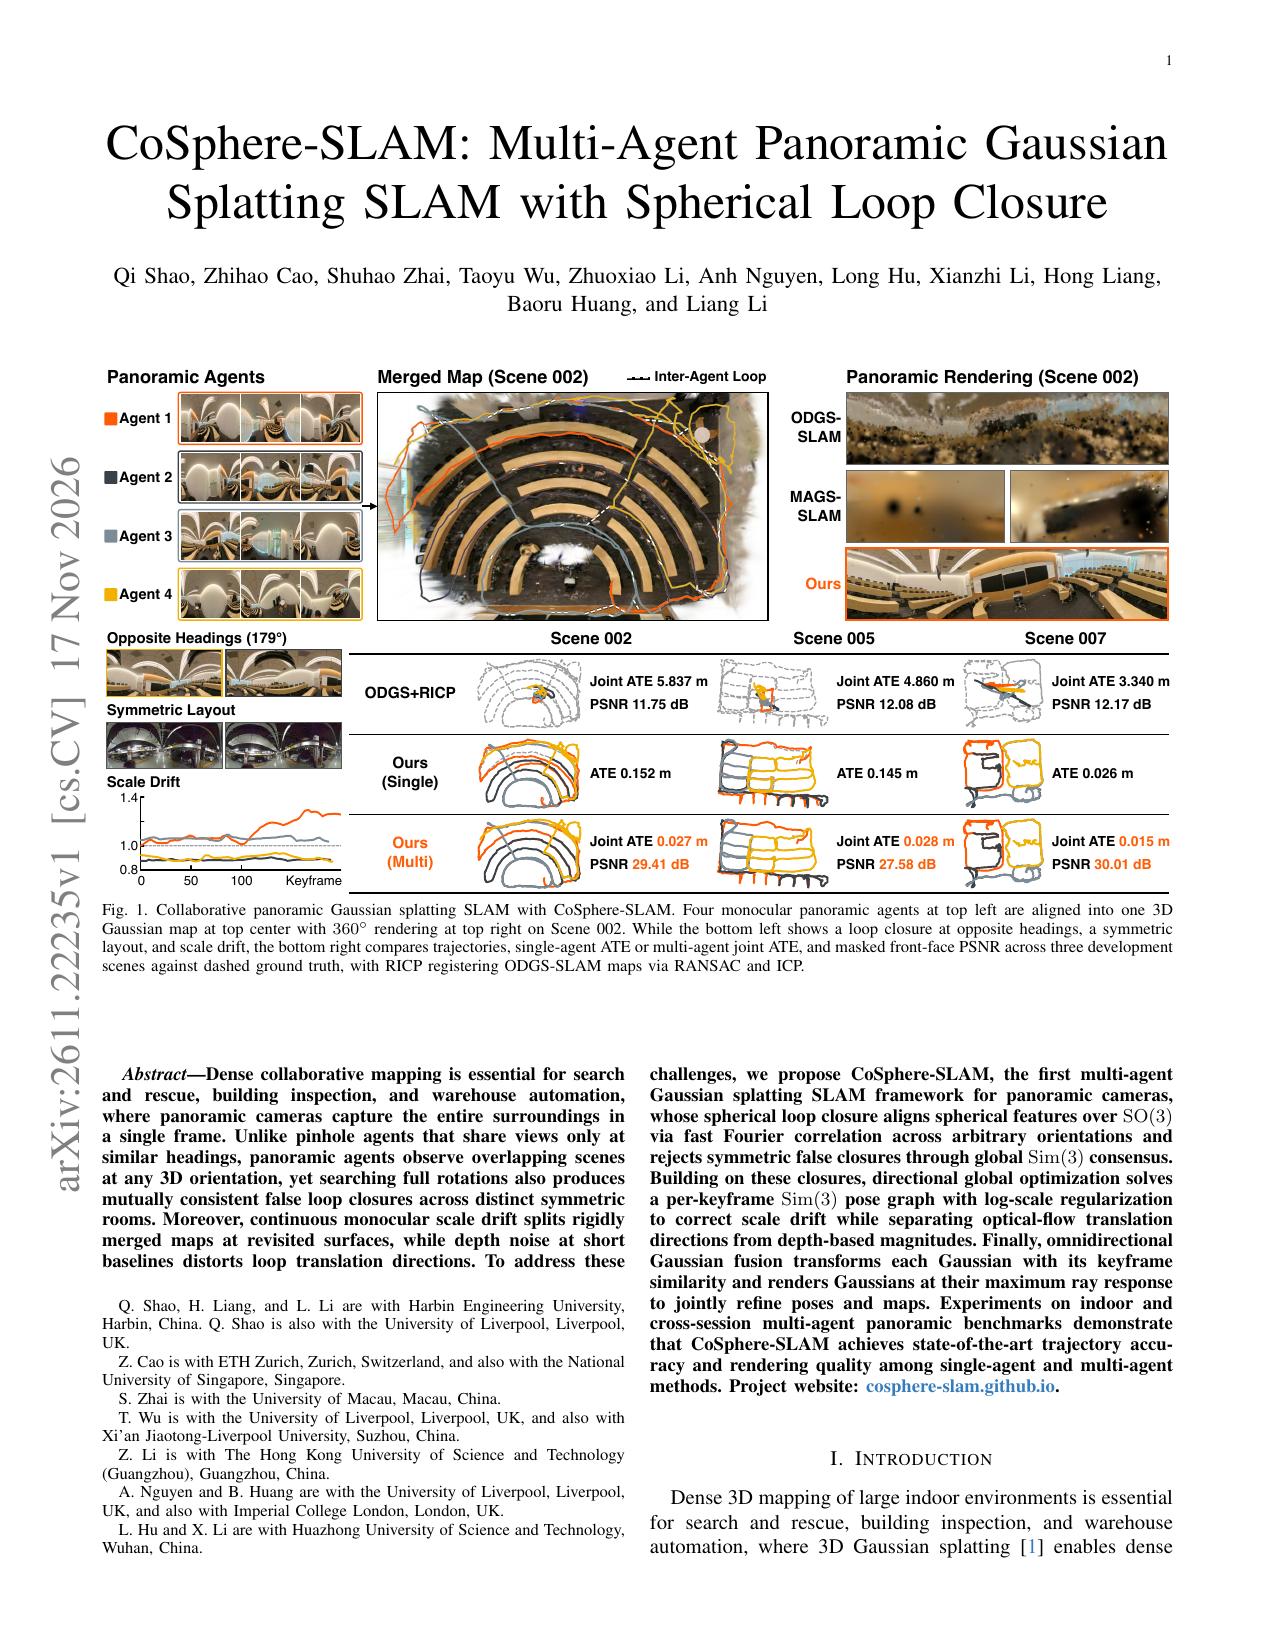 1
CoSphere-SLAM: Multi-Agent Panoramic Gaussian
Splatting SLAM with Spherical Loop Closure
Qi Shao, Zhihao Cao, Shuhao Zhai, Taoyu Wu, Zhuoxiao Li, Anh Nguyen, Long Hu, Xianzhi Li, Hong Liang,
Baoru Huang, and Liang Li
arXiv:2611.22235v1 [cs.CV] 17 Nov 2026
Panoramic Agents
Agent 1
Agent 2
Agent 3
Agent 4
Merged Map (Scene 002)
Inter-Agent Loop
Panoramic Rendering (Scene 002)
ODGS-
SLAM
MAGS-
SLAM
Ours
Opposite Headings (179°)
Symmetric Layout
Scale Drift
1.4
1.0
0.8
0 50 100 Keyframe
Scene 002 Scene 005 Scene 007
ODGS+RICP
Joint ATE 5.837 m
PSNR 11.75 dB
Joint ATE 4.860 m
PSNR 12.08 dB
Joint ATE 3.340 m
PSNR 12.17 dB
Ours
(Single)
ATE 0.152 m
ATE 0.145 m
ATE 0.026 m
Ours
(Multi)
Joint ATE 0.027 m
PSNR 29.41 dB
Joint ATE 0.028 m
PSNR 27.58 dB
Joint ATE 0.015 m
PSNR 30.01 dB
Fig. 1. Collaborative panoramic Gaussian splatting SLAM with CoSphere-SLAM. Four monocular panoramic agents at top left are aligned into one 3D
Gaussian map at top center with 360° rendering at top right on Scene 002. While the bottom left shows a loop closure at opposite headings, a symmetric
layout, and scale drift, the bottom right compares trajectories, single-agent ATE or multi-agent joint ATE, and masked front-face PSNR across three development
scenes against dashed ground truth, with RICP registering ODGS-SLAM maps via RANSAC and ICP.
Abstract—Dense collaborative mapping is essential for search
and rescue, building inspection, and warehouse automation,
where panoramic cameras capture the entire surroundings in
a single frame. Unlike pinhole agents that share views only at
similar headings, panoramic agents observe overlapping scenes
at any 3D orientation, yet searching full rotations also produces
mutually consistent false loop closures across distinct symmetric
rooms. Moreover, continuous monocular scale drift splits rigidly
merged maps at revisited surfaces, while depth noise at short
baselines distorts loop translation directions. To address these
Q. Shao, H. Liang, and L. Li are with Harbin Engineering University,
Harbin, China. Q. Shao is also with the University of Liverpool, Liverpool,
UK.
Z. Cao is with ETH Zurich, Zurich, Switzerland, and also with the National
University of Singapore, Singapore.
S. Zhai is with the University of Macau, Macau, China.
T. Wu is with the University of Liverpool, Liverpool, UK, and also with
Xi'an Jiaotong-Liverpool University, Suzhou, China.
Z. Li is with The Hong Kong University of Science and Technology
(Guangzhou), Guangzhou, China.
A. Nguyen and B. Huang are with the University of Liverpool, Liverpool,
UK, and also with Imperial College London, London, UK.
L. Hu and X. Li are with Huazhong University of Science and Technology,
Wuhan, China.
challenges, we propose CoSphere-SLAM, the first multi-agent
Gaussian splatting SLAM framework for panoramic cameras,
whose spherical loop closure aligns spherical features over SO(3)
via fast Fourier correlation across arbitrary orientations and
rejects symmetric false closures through global Sim(3) consensus.
Building on these closures, directional global optimization solves
a per-keyframe Sim(3) pose graph with log-scale regularization
to correct scale drift while separating optical-flow translation
directions from depth-based magnitudes. Finally, omnidirectional
Gaussian fusion transforms each Gaussian with its keyframe
similarity and renders Gaussians at their maximum ray response
to jointly refine poses and maps. Experiments on indoor and
cross-session multi-agent panoramic benchmarks demonstrate
that CoSphere-SLAM achieves state-of-the-art trajectory accu-
racy and rendering quality among single-agent and multi-agent
methods. Project website: cosphere-slam.github.io.
I. INTRODUCTION
Dense 3D mapping of large indoor environments is essential
for search and rescue, building inspection, and warehouse
automation, where 3D Gaussian splatting [1] enables dense